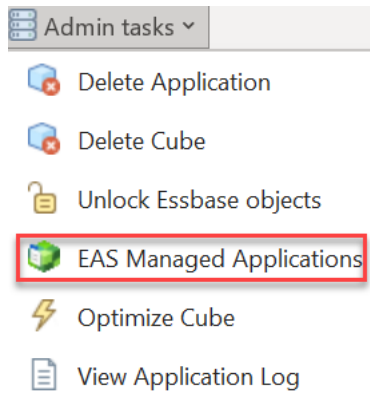 Admin tasks
Delete Application
Delete Cube
Unlock Essbase objects
EAS Managed Applications
Optimize Cube
View Application Log